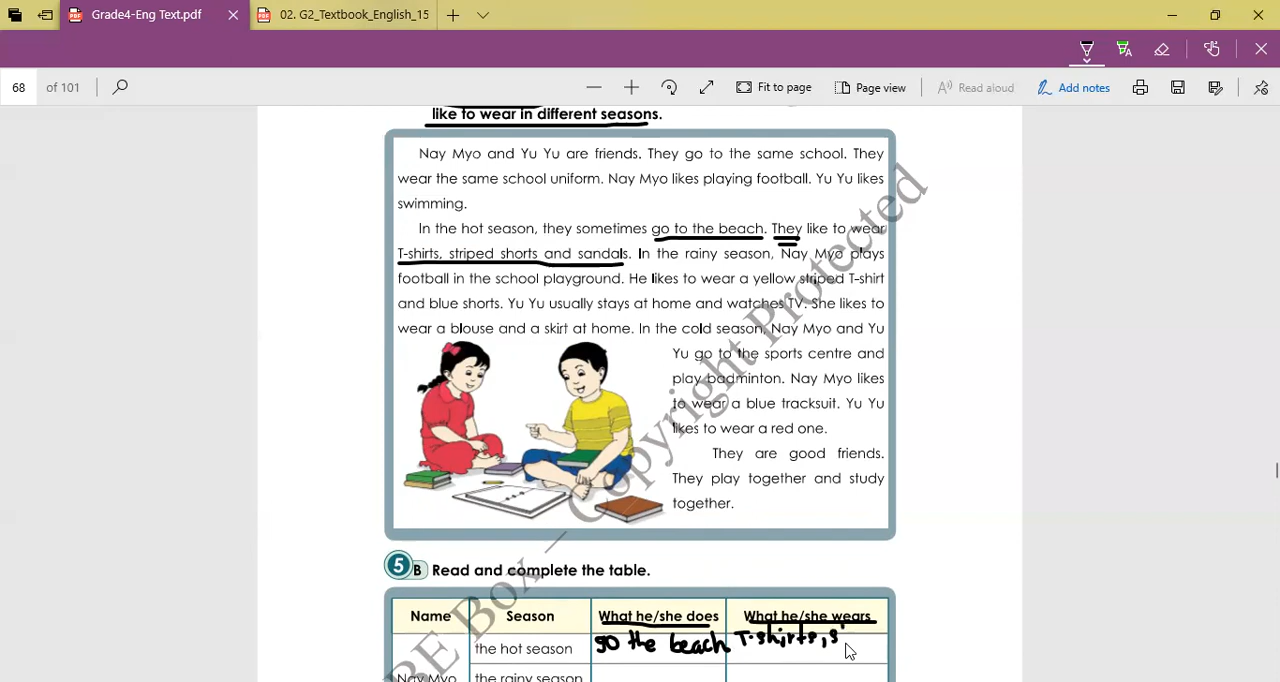 Grade4-Eng Text.pdf
02. G2_Textbook_English_15
68 of 101
Fit to page
Page view
Read aloud
Add notes
like to wear in different seasons.
Nay Myo and Yu Yu are friends. They go to the same school. They
wear the same school uniform. Nay Myo likes playing football. Yu Yu likes
swimming.
In the hot season, they sometimes go to the beach. They like to wear
T-shirts, striped shorts and sandals. In the rainy season, Nay Myo plays
football in the school playground. He likes to wear a yellow striped T-shirt
and blue shorts. Yu Yu usually stays at home and watches TV. She likes to
wear a blouse and a skirt at home. In the cold season, Nay Myo and Yu
Yu go to the sports centre and
play badminton. Nay Myo likes
to wear a blue tracksuit. Yu Yu
likes to wear a red one.
They are good friends.
They play together and study
together.
BE Box – Copyright Protected
5 B Read and complete the table.
Name Season What he/she does What he/she wears
the hot season go the beach T-shirts, s
Nay Myo the rainy season